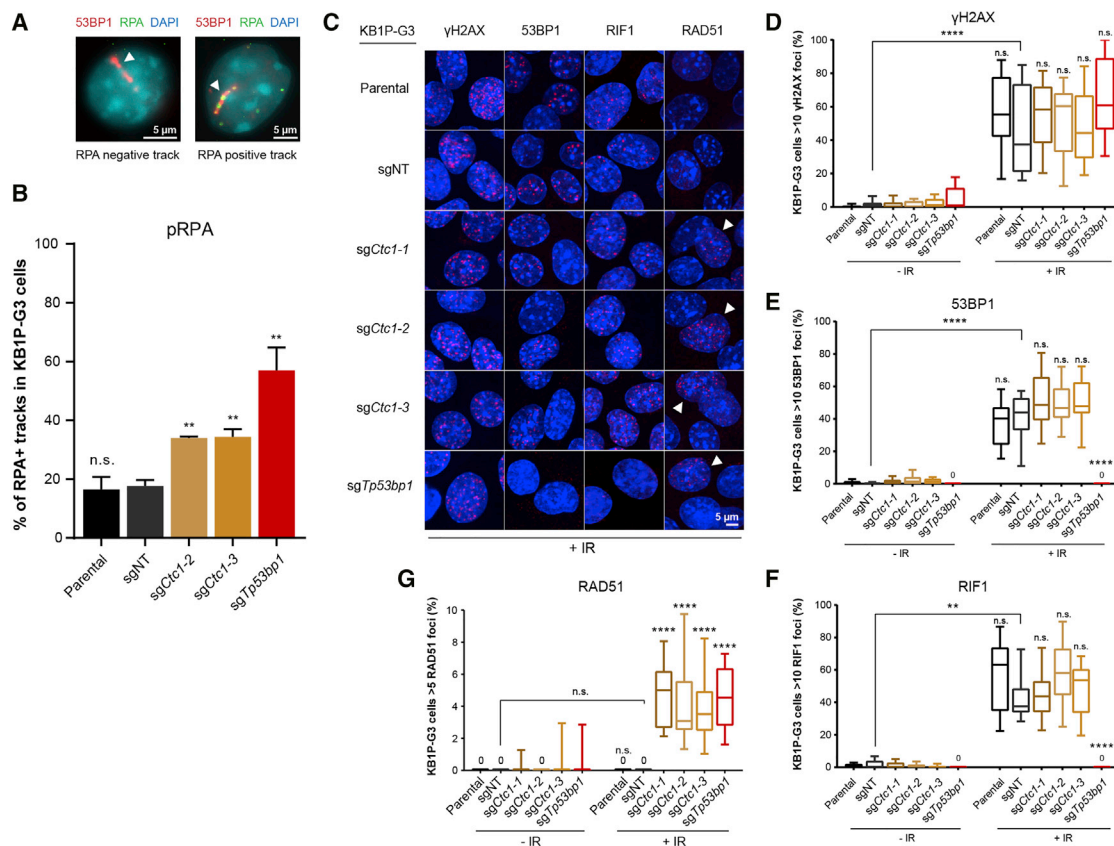 A
53BP1 RPA DAPI
53BP1 RPA DAPI
5 µm
5 µm
RPA negative track
RPA positive track
B
pRPA
% of RPA+ tracks in KB1P-G3 cells
100
80
60
40
20
0
n.s.
**
**
**
Parental
sgNT
sgCtc1-2
sgCtc1-3
sgTp53bp1
C
KB1P-G3 γH2AX 53BP1 RIF1 RAD51
Parental
sgNT
sgCtc1-1
sgCtc1-2
sgCtc1-3
sgTp53bp1
5 µm
+ IR
D
γH2AX
KB1P-G3 cells >10 γH2AX foci (%)
100
80
60
40
20
0
****
n.s.
n.s.
n.s.
n.s.
n.s.
Parental
sgNT
sgCtc1-1
sgCtc1-2
sgCtc1-3
sgTp53bp1
Parental
sgNT
sgCtc1-1
sgCtc1-2
sgCtc1-3
sgTp53bp1
- IR
+ IR
E
53BP1
KB1P-G3 cells >10 53BP1 foci (%)
100
80
60
40
20
0
****
n.s.
n.s.
n.s.
n.s.
****
0
0
Parental
sgNT
sgCtc1-1
sgCtc1-2
sgCtc1-3
sgTp53bp1
Parental
sgNT
sgCtc1-1
sgCtc1-2
sgCtc1-3
sgTp53bp1
- IR
+ IR
F
RIF1
KB1P-G3 cells >10 RIF1 foci (%)
100
80
60
40
20
0
**
n.s.
n.s.
n.s.
n.s.
****
0
0
Parental
sgNT
sgCtc1-1
sgCtc1-2
sgCtc1-3
sgTp53bp1
Parental
sgNT
sgCtc1-1
sgCtc1-2
sgCtc1-3
sgTp53bp1
- IR
+ IR
G
RAD51
KB1P-G3 cells >5 RAD51 foci (%)
10
8
6
4
2
0
n.s.
****
****
****
****
n.s.
0
0
0
0
0
Parental
sgNT
sgCtc1-1
sgCtc1-2
sgCtc1-3
sgTp53bp1
Parental
sgNT
sgCtc1-1
sgCtc1-2
sgCtc1-3
sgTp53bp1
- IR
+ IR